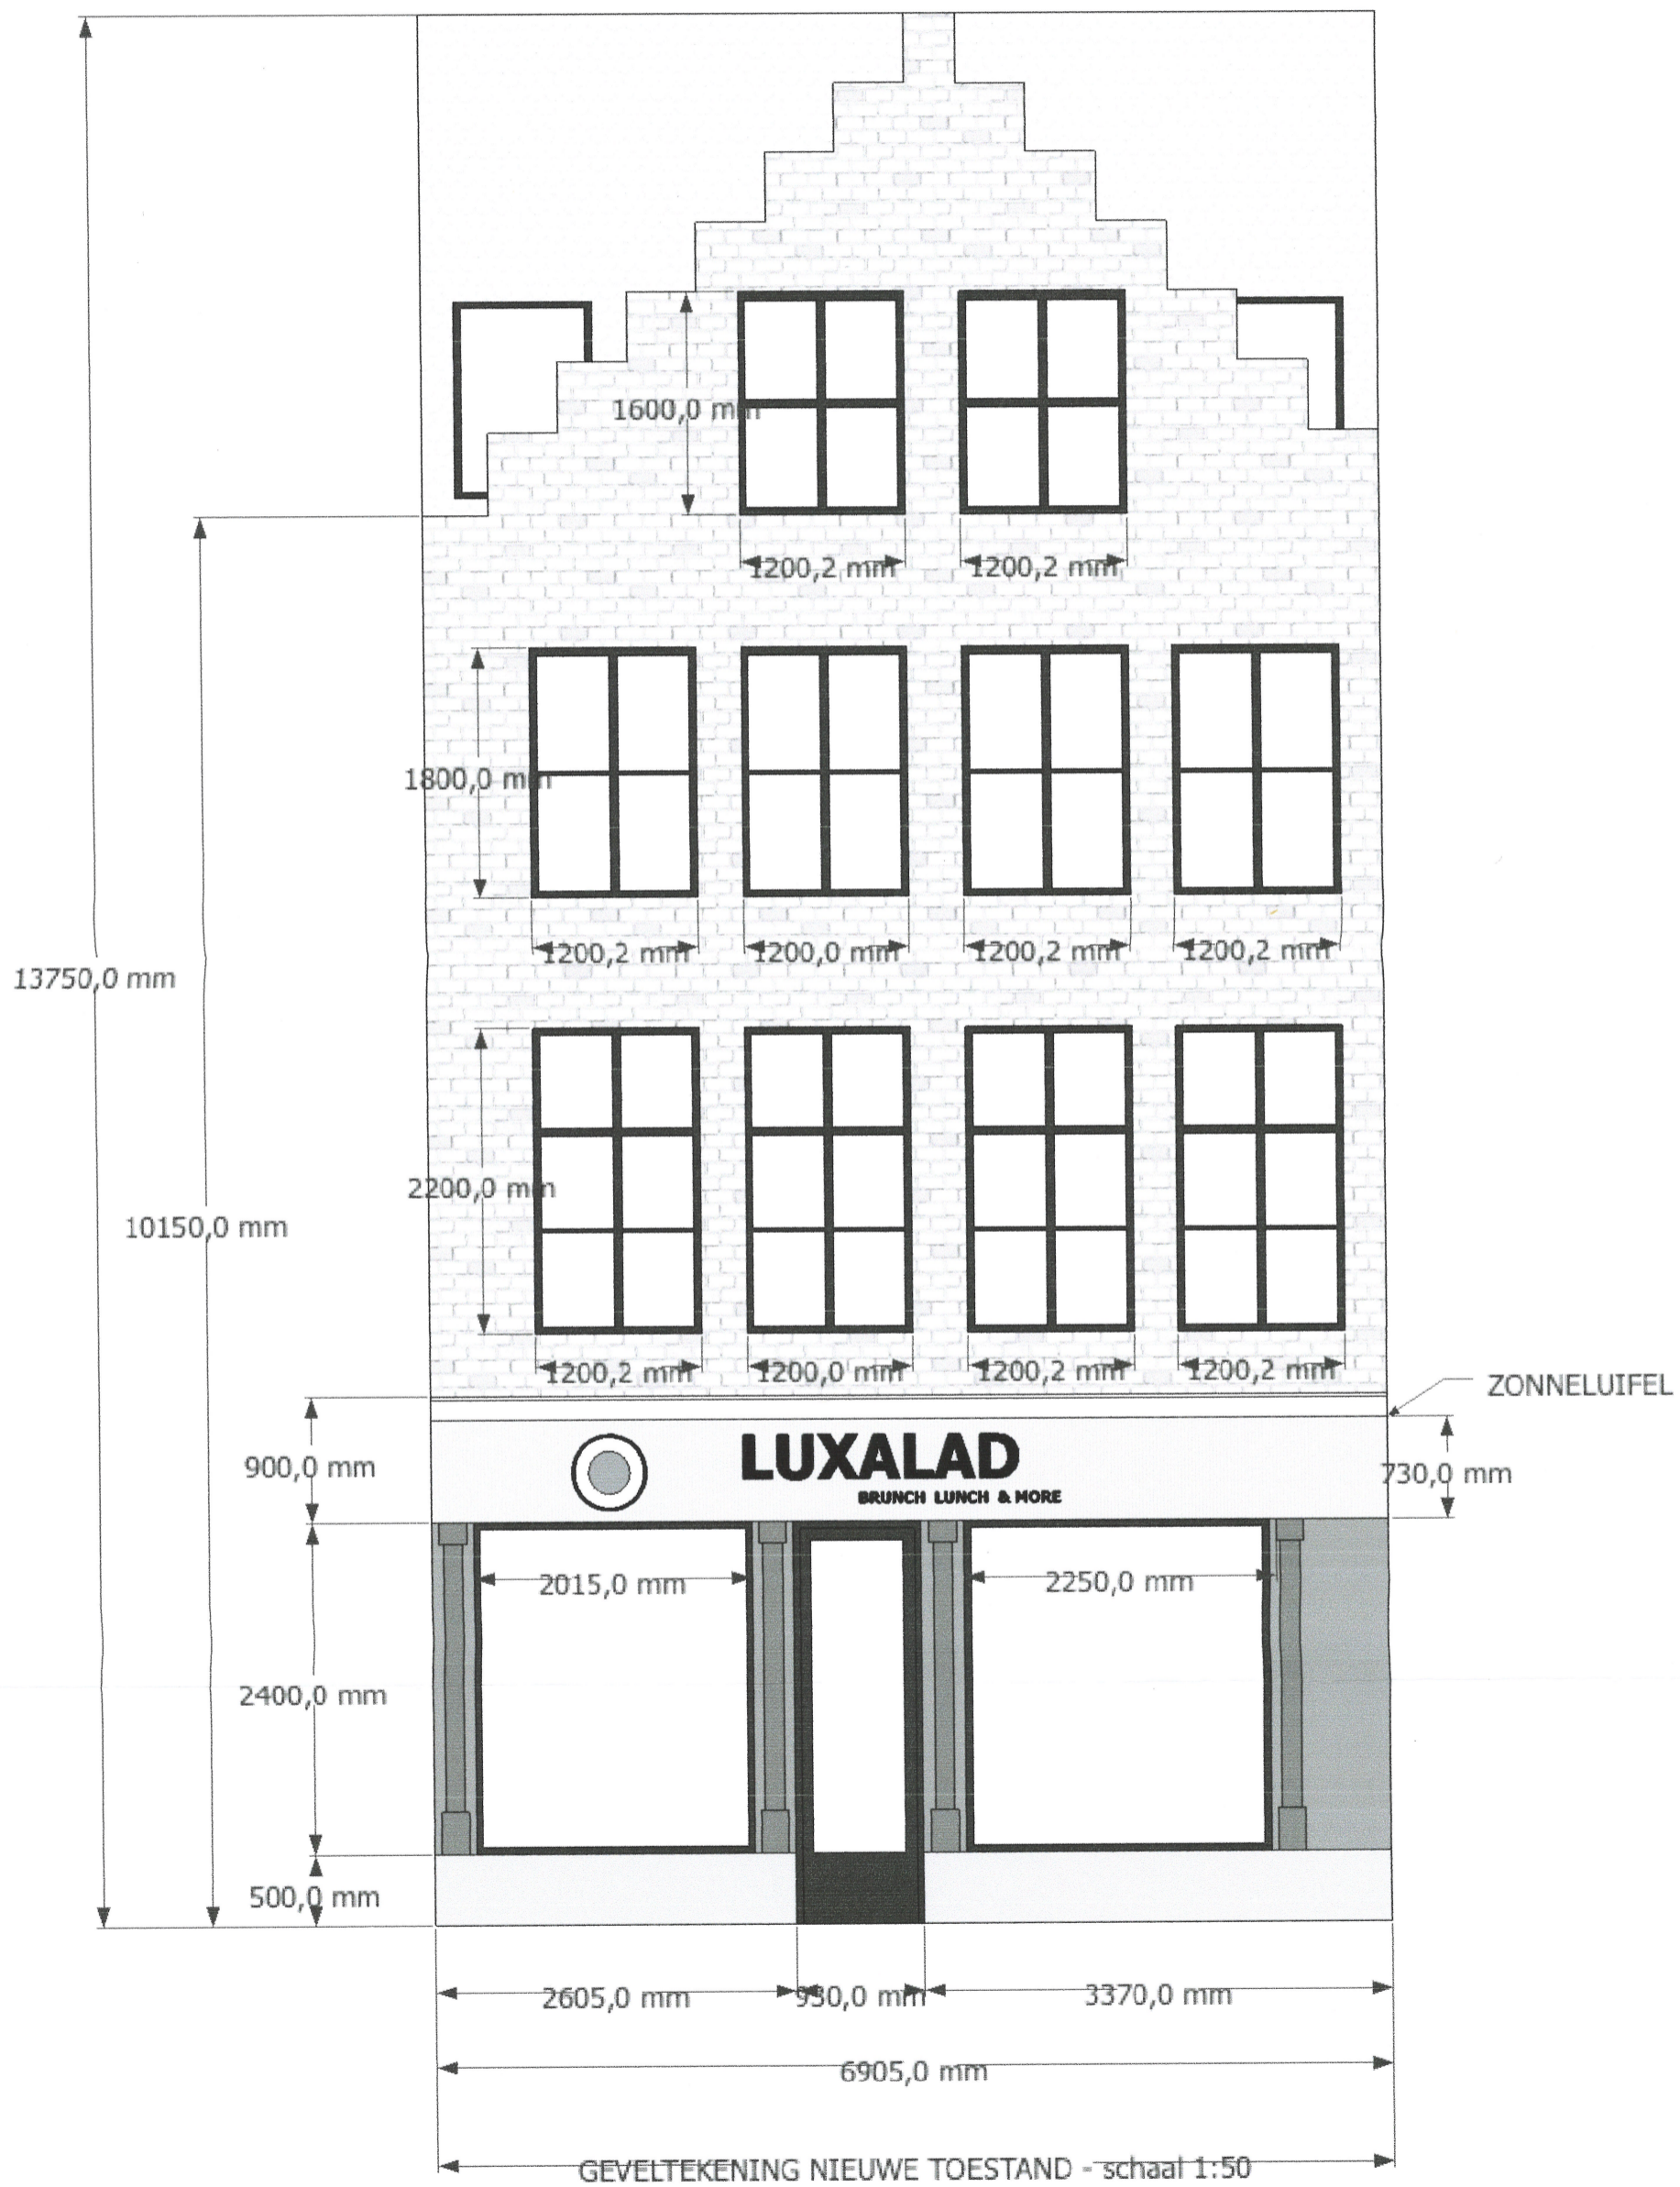 1600,0 mm
1200,2 mm 1200,2 mm
1800,0 mm
1200,2 mm 1200,0 mm 1200,2 mm 1200,2 mm
13750,0 mm
2200,0 mm
10150,0 mm
1200,2 mm 1200,0 mm 1200,2 mm 1200,2 mm
ZONNELUIFEL
LUXALAD
BRUNCH LUNCH & MORE
900,0 mm
730,0 mm
2015,0 mm 2250,0 mm
2400,0 mm
500,0 mm
2605,0 mm 930,0 mm 3370,0 mm
6905,0 mm
GEVELTEKENING NIEUWE TOESTAND - schaal 1:50